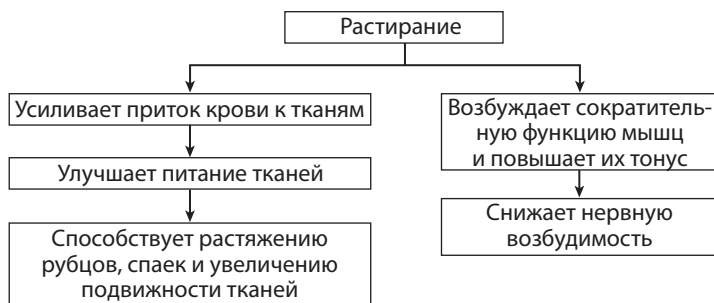 Растирание
Усиливает приток крови к тканям
Улучшает питание тканей
Способствует растяжению
рубцов, спаек и увеличению
подвижности тканей
Возбуждает сократитель-
ную функцию мышц
и повышает их тонус
Снижает нервную
возбудимость